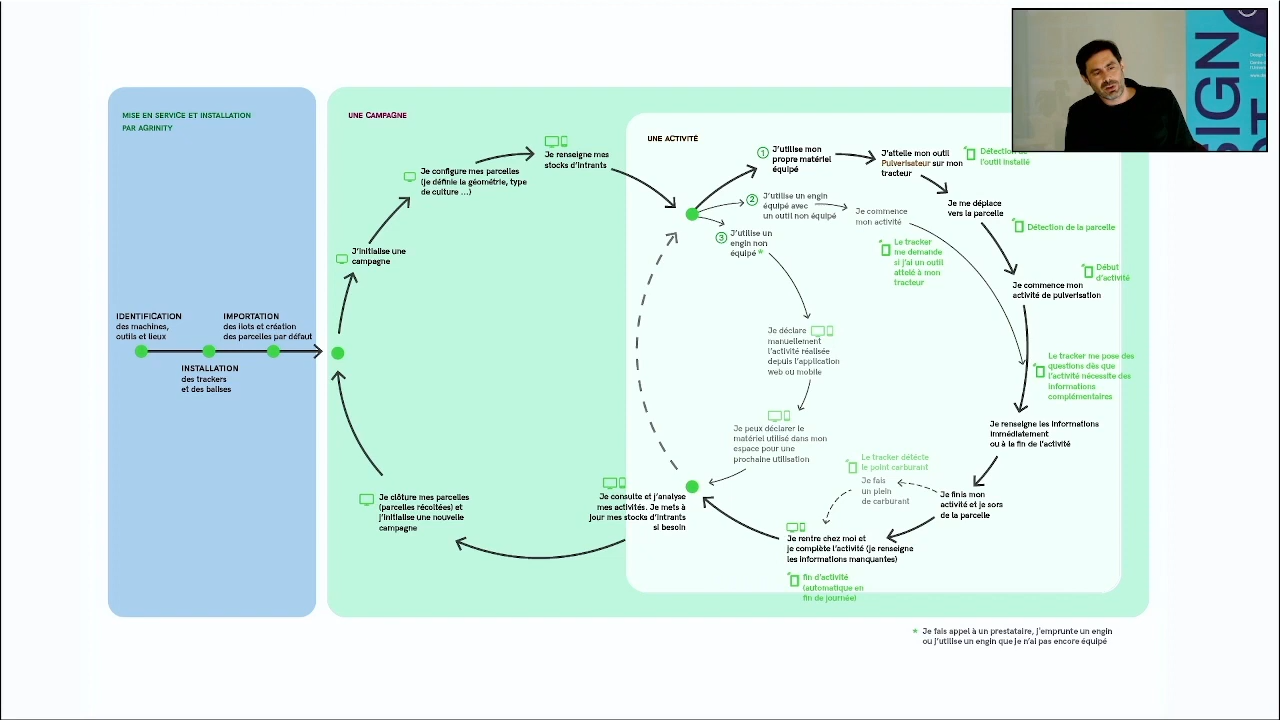 MISE EN SERVICE ET INSTALLATION
PAR AGRINITY
IDENTIFICATION
des machines,
outils et lieux
IMPORTATION
des ilots et création
des parcelles par défaut
INSTALLATION
des trackers
et des balises
UNE CAMPAGNE
J'initialise une
campagne
Je configure mes parcelles
(je définie la géométrie, type
de culture ...)
Je renseigne mes
stocks d'intrants
UNE ACTIVITÉ
1
J'utilise mon
propre matériel
équipé
J'attelle mon outil
Pulverisateur sur mon
tracteur
Détection de
l'outil installé
2
J'utilise un engin
équipé avec
un outil non équipé
Je commence
mon activité
Je me déplace
vers la parcelle
Détection de la parcelle
3
J'utilise un
engin non
équipé *
Le tracker
me demande
si j'ai un outil
attelé à mon
tracteur
Début
d'activité
Je commence mon
activité de pulverisation
Je déclare
manuellement
l'activité réalisée
depuis l'application
web ou mobile
Le tracker me pose des
questions dès que
l'activité nécessite des
informations
complémentaires
Je peux déclarer le
matériel utilisé dans mon
espace pour une
prochaine utilisation
Je renseigne les informations
immédiatement
ou à la fin de l'activité
Le tracker détècte
le point carburant
Je fais
un plein
de carburant
Je finis mon
activité et je sors
de la parcelle
Je rentre chez moi et
je complète l'activité (je renseigne
les informations manquantes)
fin d'activité
(automatique en
fin de journée)
Je consulte et j'analyse
mes activités. Je mets à
jour mes stocks d'intrants
si besoin
Je clôture mes parcelles
(parcelles récoltées) et
j'initialise une nouvelle
campagne
* Je fais appel à un prestataire, j'emprunte un engin
ou j'utilise un engin que je n'ai pas encore équipé
IGN